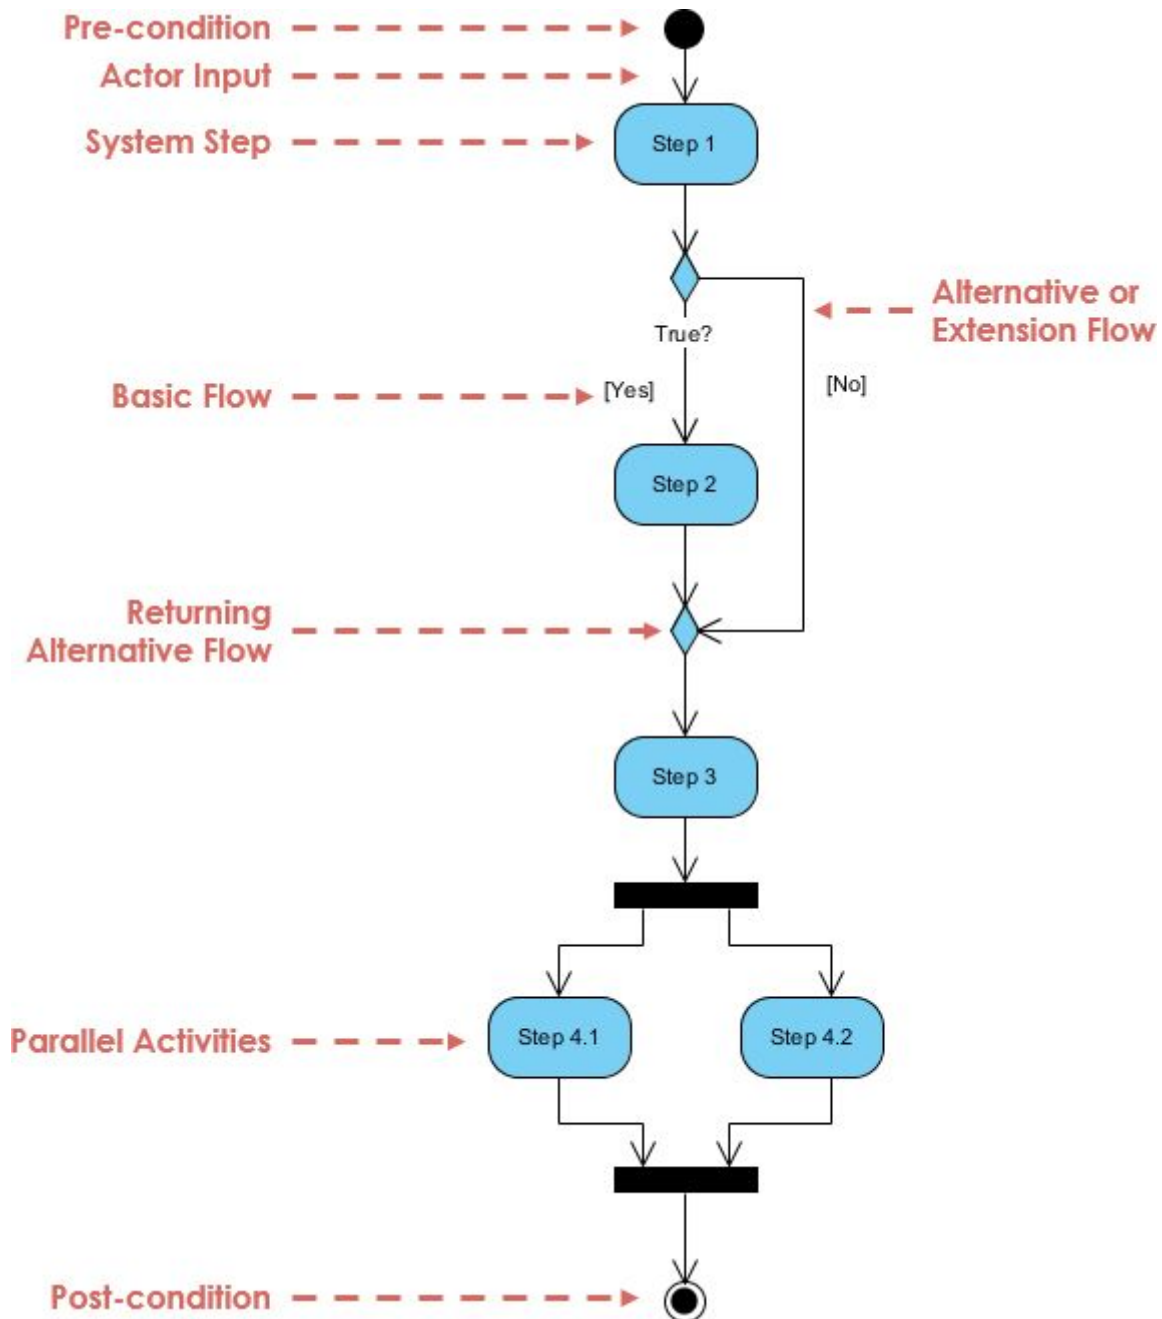 Pre-condition
Actor Input
System Step
Step 1
Alternative or
Extension Flow
True?
Basic Flow
[Yes]
[No]
Step 2
Returning
Alternative Flow
Step 3
Parallel Activities
Step 4.1
Step 4.2
Post-condition